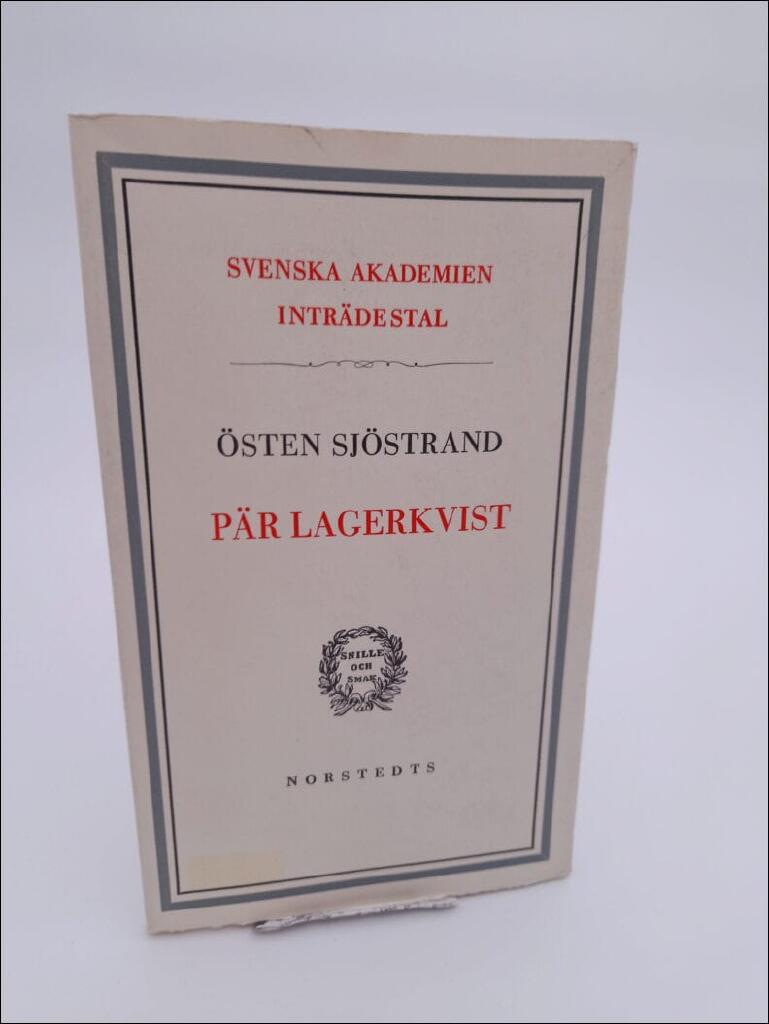 SVENSKA AKADEMIEN
INTRÄDESTAL
ÖSTEN SJÖSTRAND
PÄR LAGERKVIST
SNILLE
OCH
SMAK
NORSTEDTS